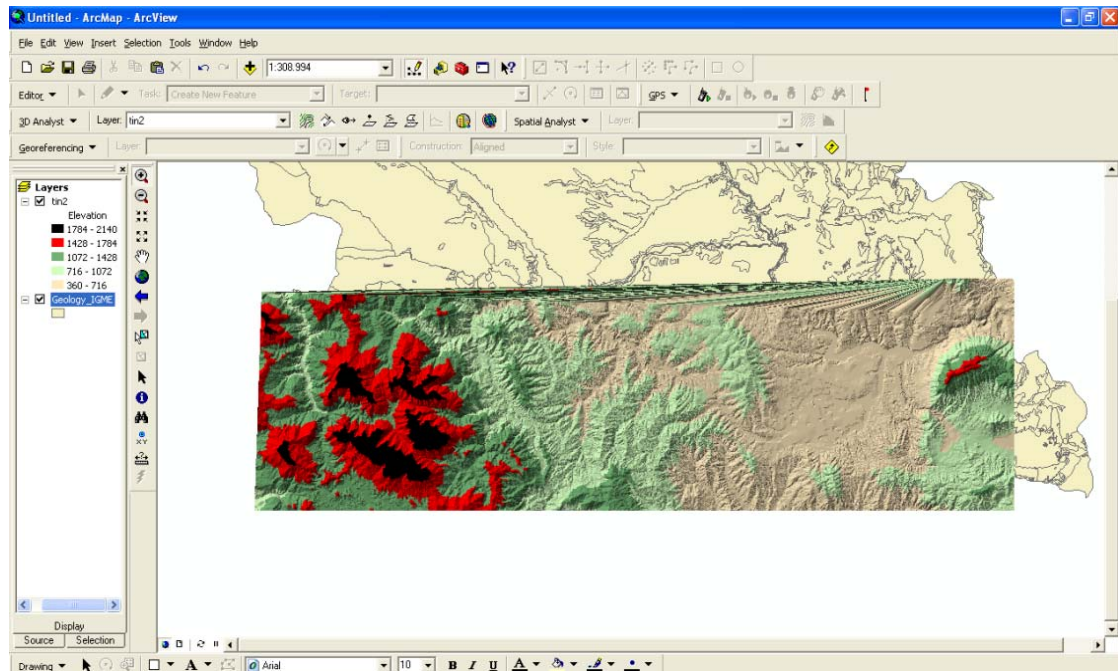 Untitled - ArcMap - ArcView
File Edit View Insert Selection Tools Window Help
1:308.994
Editor Task: Create New Feature Target: GPS
3D Analyst Layer: tin2 Spatial Analyst Layer:
Georeferencing Layer: Construction: Aligned Style:
Layers
tin2
Elevation
1784 - 2140
1428 - 1784
1072 - 1428
716 - 1072
360 - 716
Geology_IGME
Display
Source Selection
Drawing A Arial 10 B I U A